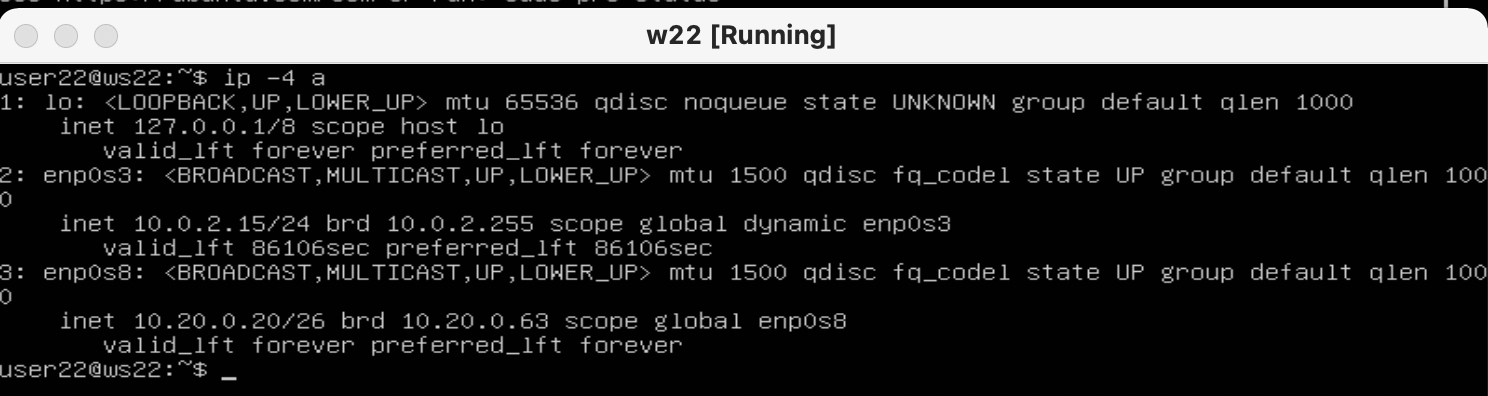 w22 [Running]
user22@ws22:~$ ip -4 a
1: lo: <LOOPBACK,UP,LOWER_UP> mtu 65536 qdisc noqueue state UNKNOWN group default qlen 1000
    inet 127.0.0.1/8 scope host lo
       valid_lft forever preferred_lft forever
2: enp0s3: <BROADCAST,MULTICAST,UP,LOWER_UP> mtu 1500 qdisc fq_codel state UP group default qlen 100
0
    inet 10.0.2.15/24 brd 10.0.2.255 scope global dynamic enp0s3
       valid_lft 86106sec preferred_lft 86106sec
3: enp0s8: <BROADCAST,MULTICAST,UP,LOWER_UP> mtu 1500 qdisc fq_codel state UP group default qlen 100
0
    inet 10.20.0.20/26 brd 10.20.0.63 scope global enp0s8
       valid_lft forever preferred_lft forever
user22@ws22:~$ _